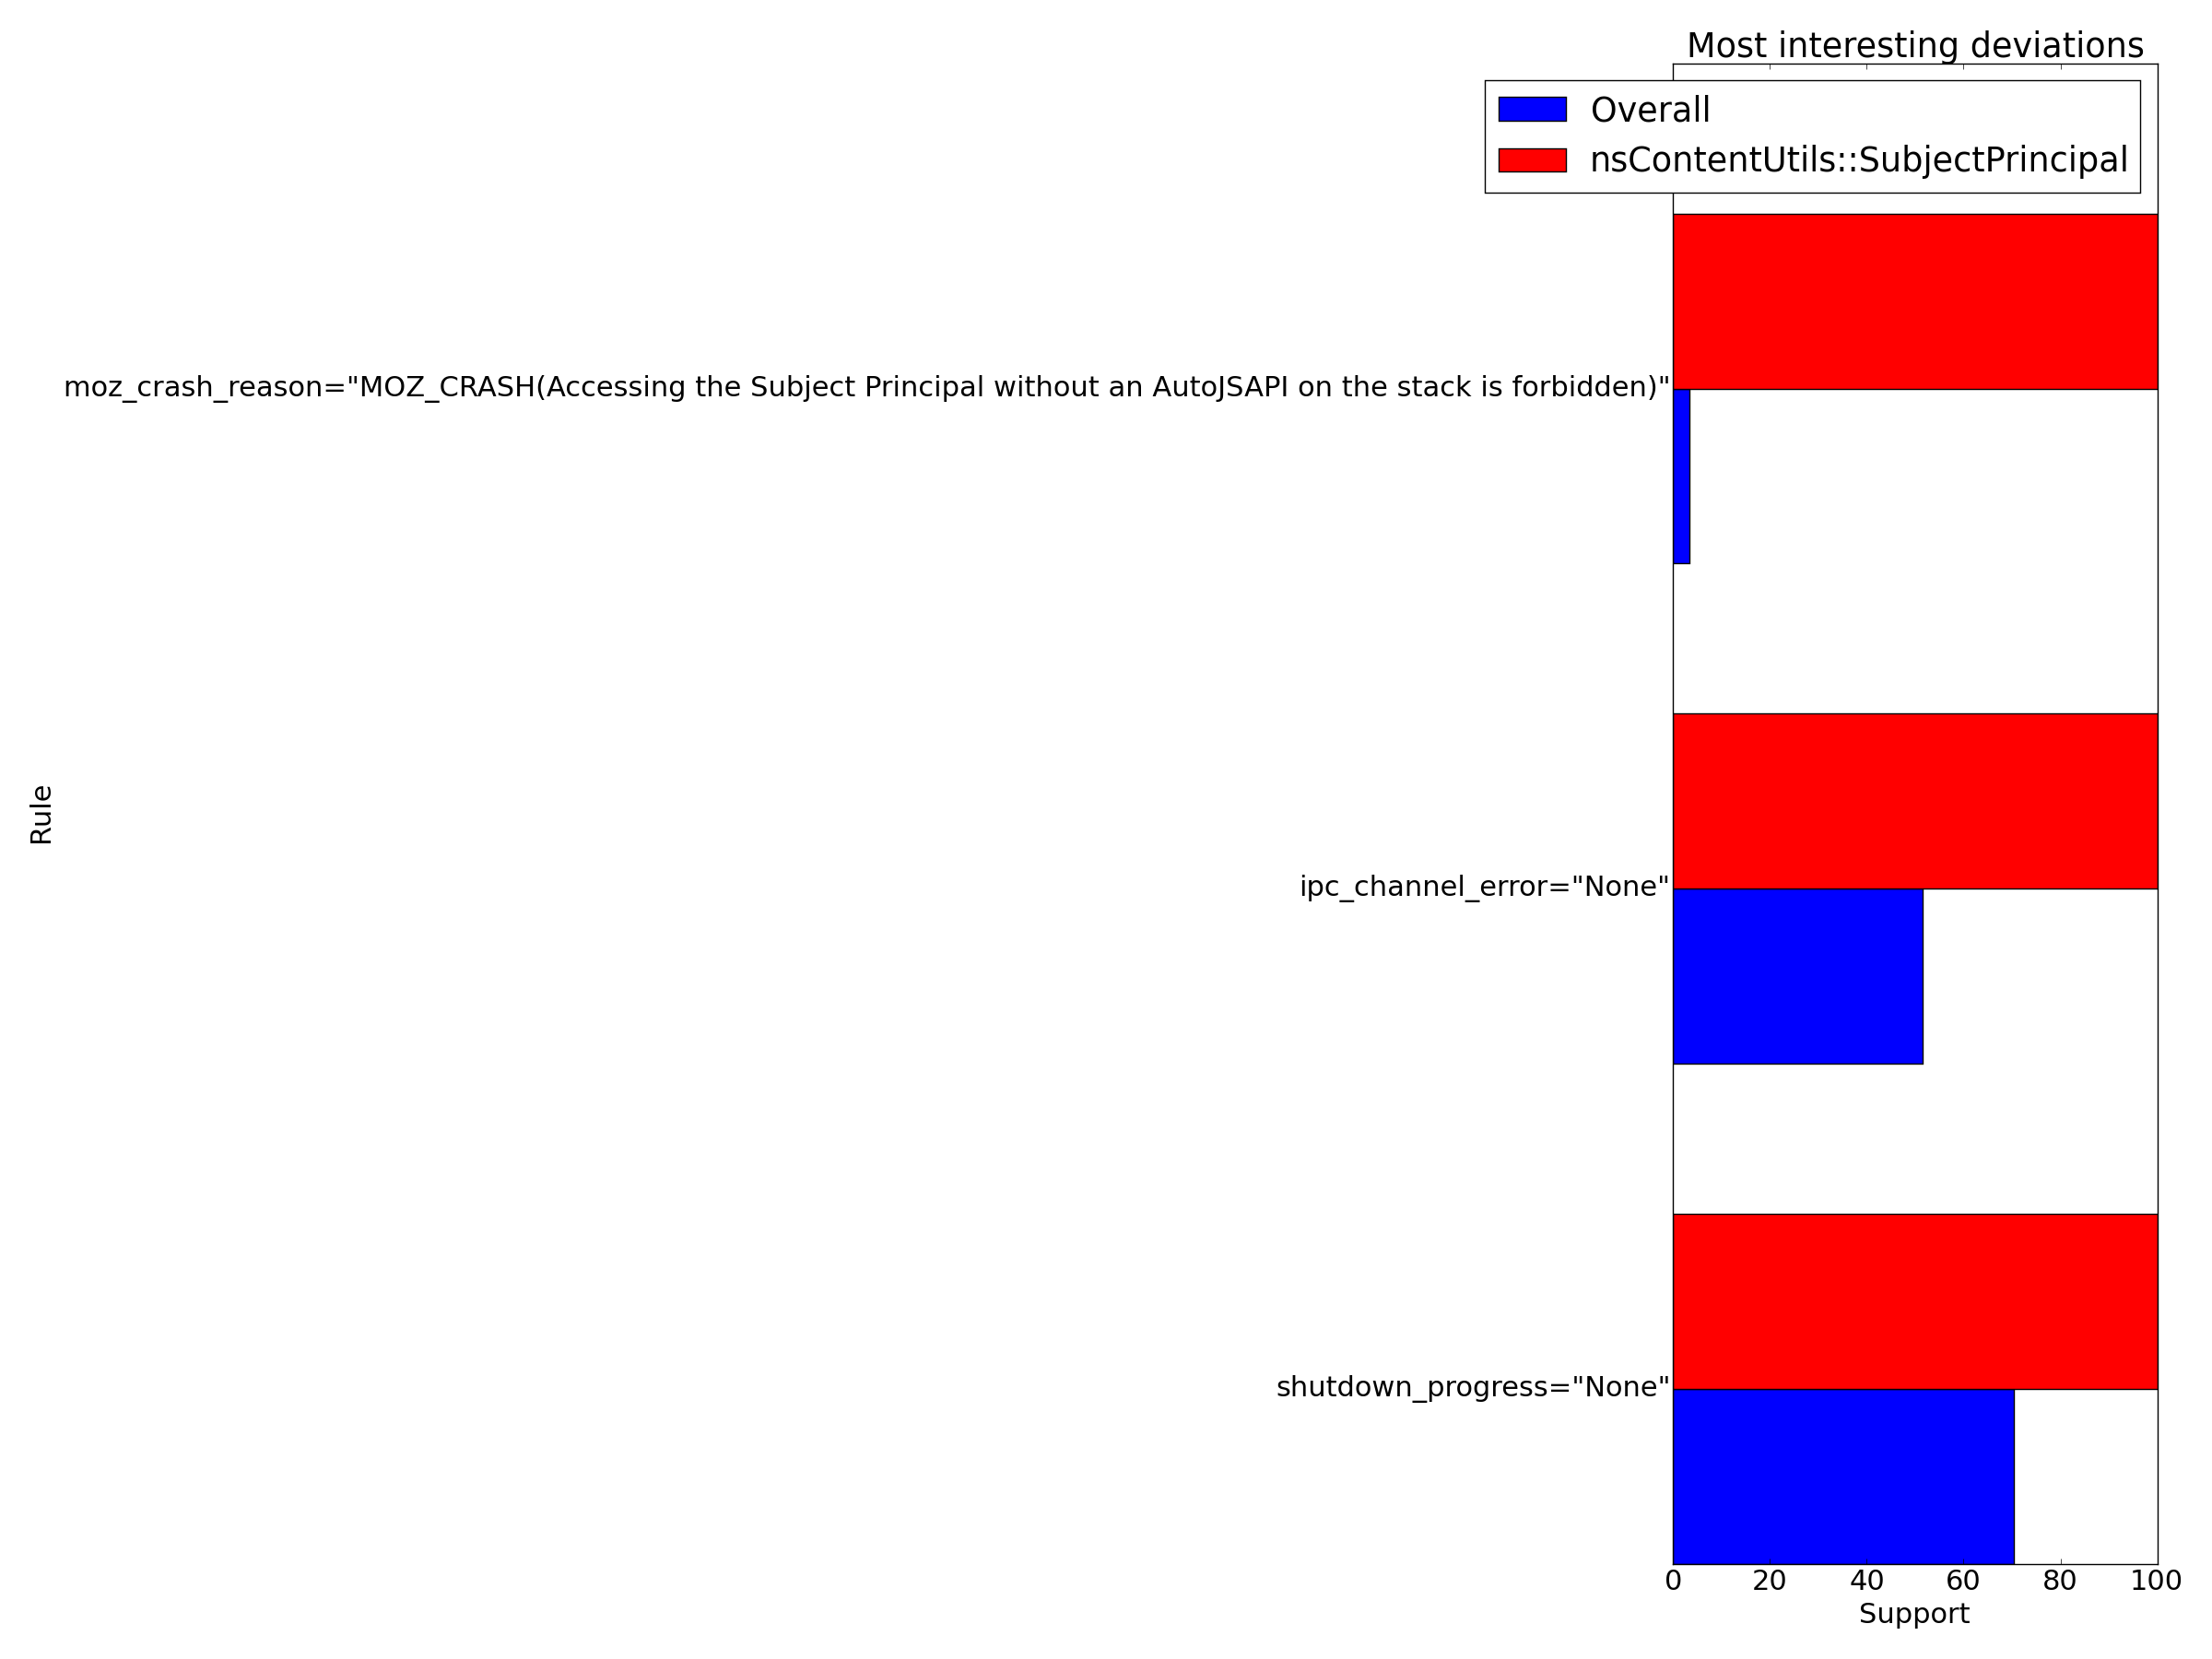 Most interesting deviations
Overall
nsContentUtils::SubjectPrincipal
moz_crash_reason="MOZ_CRASH(Accessing the Subject Principal without an AutoJSAPI on the stack is forbidden)"
Rule
ipc_channel_error="None"
shutdown_progress="None"
0 20 40 60 80 100
Support